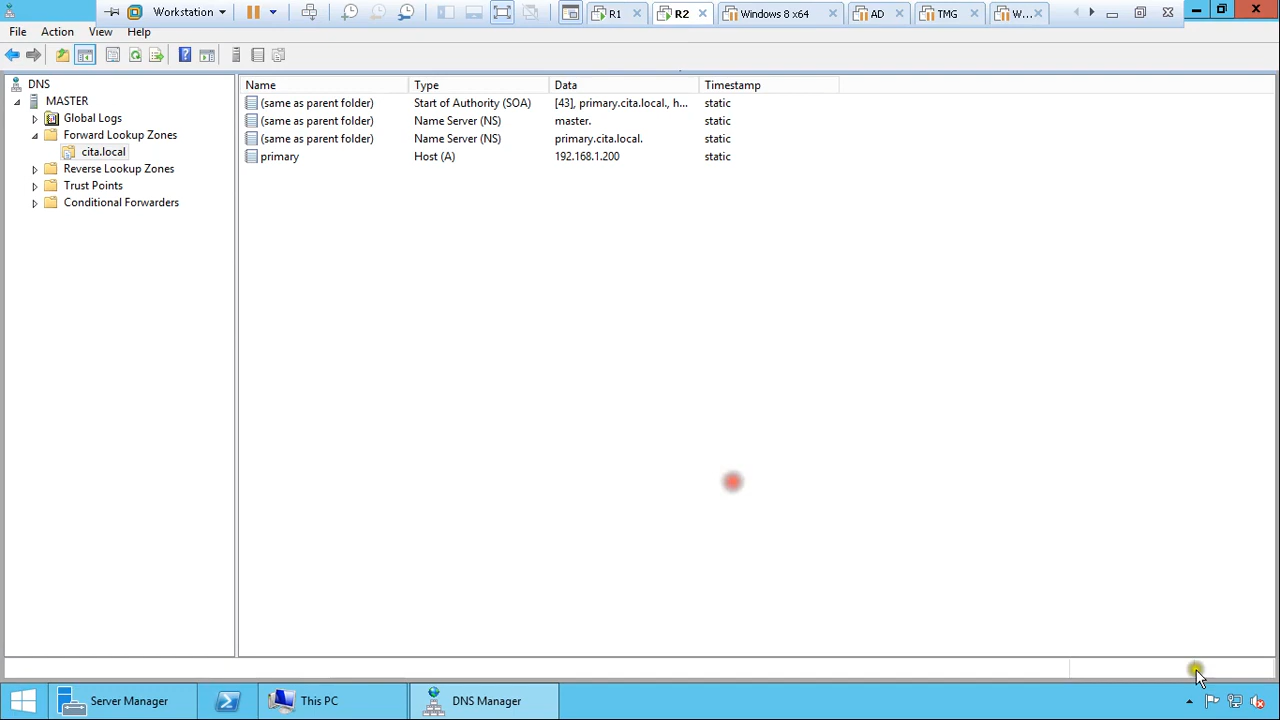 Workstation
R1
R2
Windows 8 x64
AD
TMG
W...
File Action View Help
DNS
MASTER
Global Logs
Forward Lookup Zones
cita.local
Reverse Lookup Zones
Trust Points
Conditional Forwarders
Name Type Data Timestamp
(same as parent folder) Start of Authority (SOA) [43], primary.cita.local., h... static
(same as parent folder) Name Server (NS) master. static
(same as parent folder) Name Server (NS) primary.cita.local. static
primary Host (A) 192.168.1.200 static
Server Manager
This PC
DNS Manager